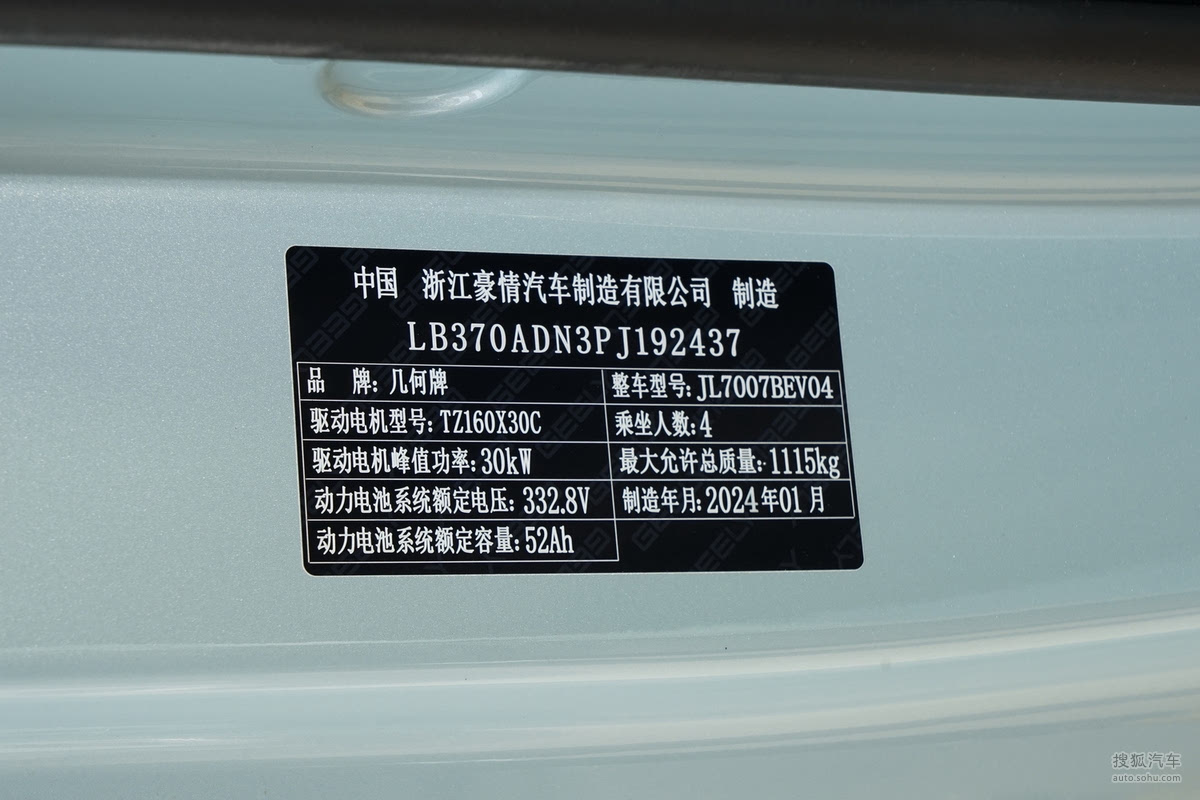 中国 浙江豪情汽车制造有限公司 制造
LB370ADN3PJ192437
品 牌: 几何牌 整车型号: JL7007BEV04
驱动电机型号: TZ160X30C 乘坐人数: 4
驱动电机峰值功率: 30kW 最大允许总质量: 1115kg
动力电池系统额定电压: 332.8V 制造年月: 2024年01月
动力电池系统额定容量: 52Ah
搜狐汽车
auto.sohu.com